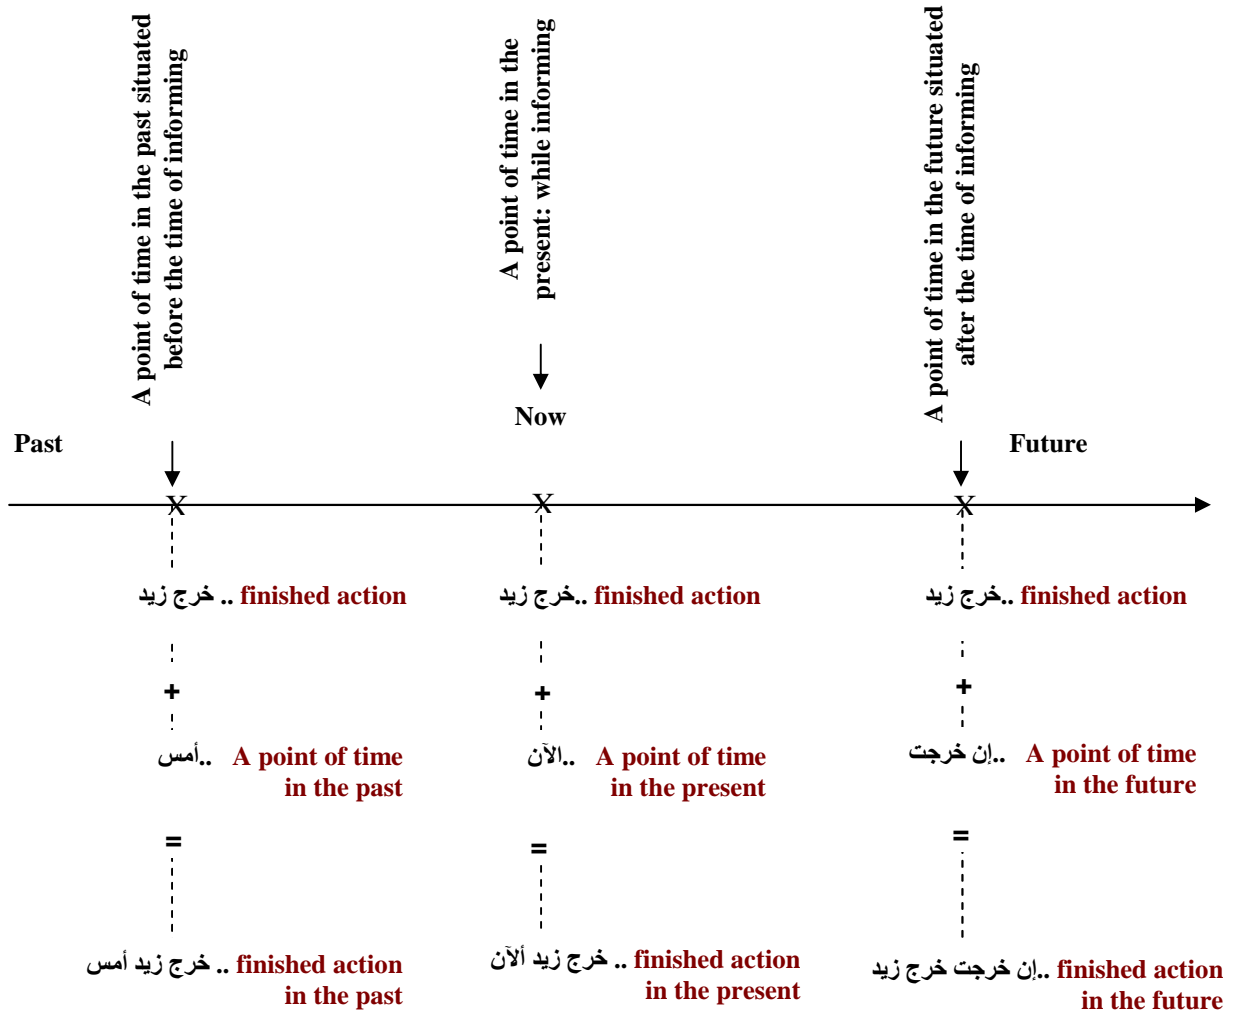 A point of time in the past situated
before the time of informing
A point of time in the
present: while informing
A point of time in the future situated
after the time of informing
Now
Past
Future
X
X
X
خرج زيد .. finished action
خرج زيد.. finished action
خرج زيد.. finished action
+
+
+
أمس.. A point of time
in the past
الآن.. A point of time
in the present
إن خرجت.. A point of time
in the future
=
=
=
خرج زيد أمس .. finished action
in the past
خرج زيد ألآن .. finished action
in the present
إن خرجت خرج زيد.. finished action
in the future